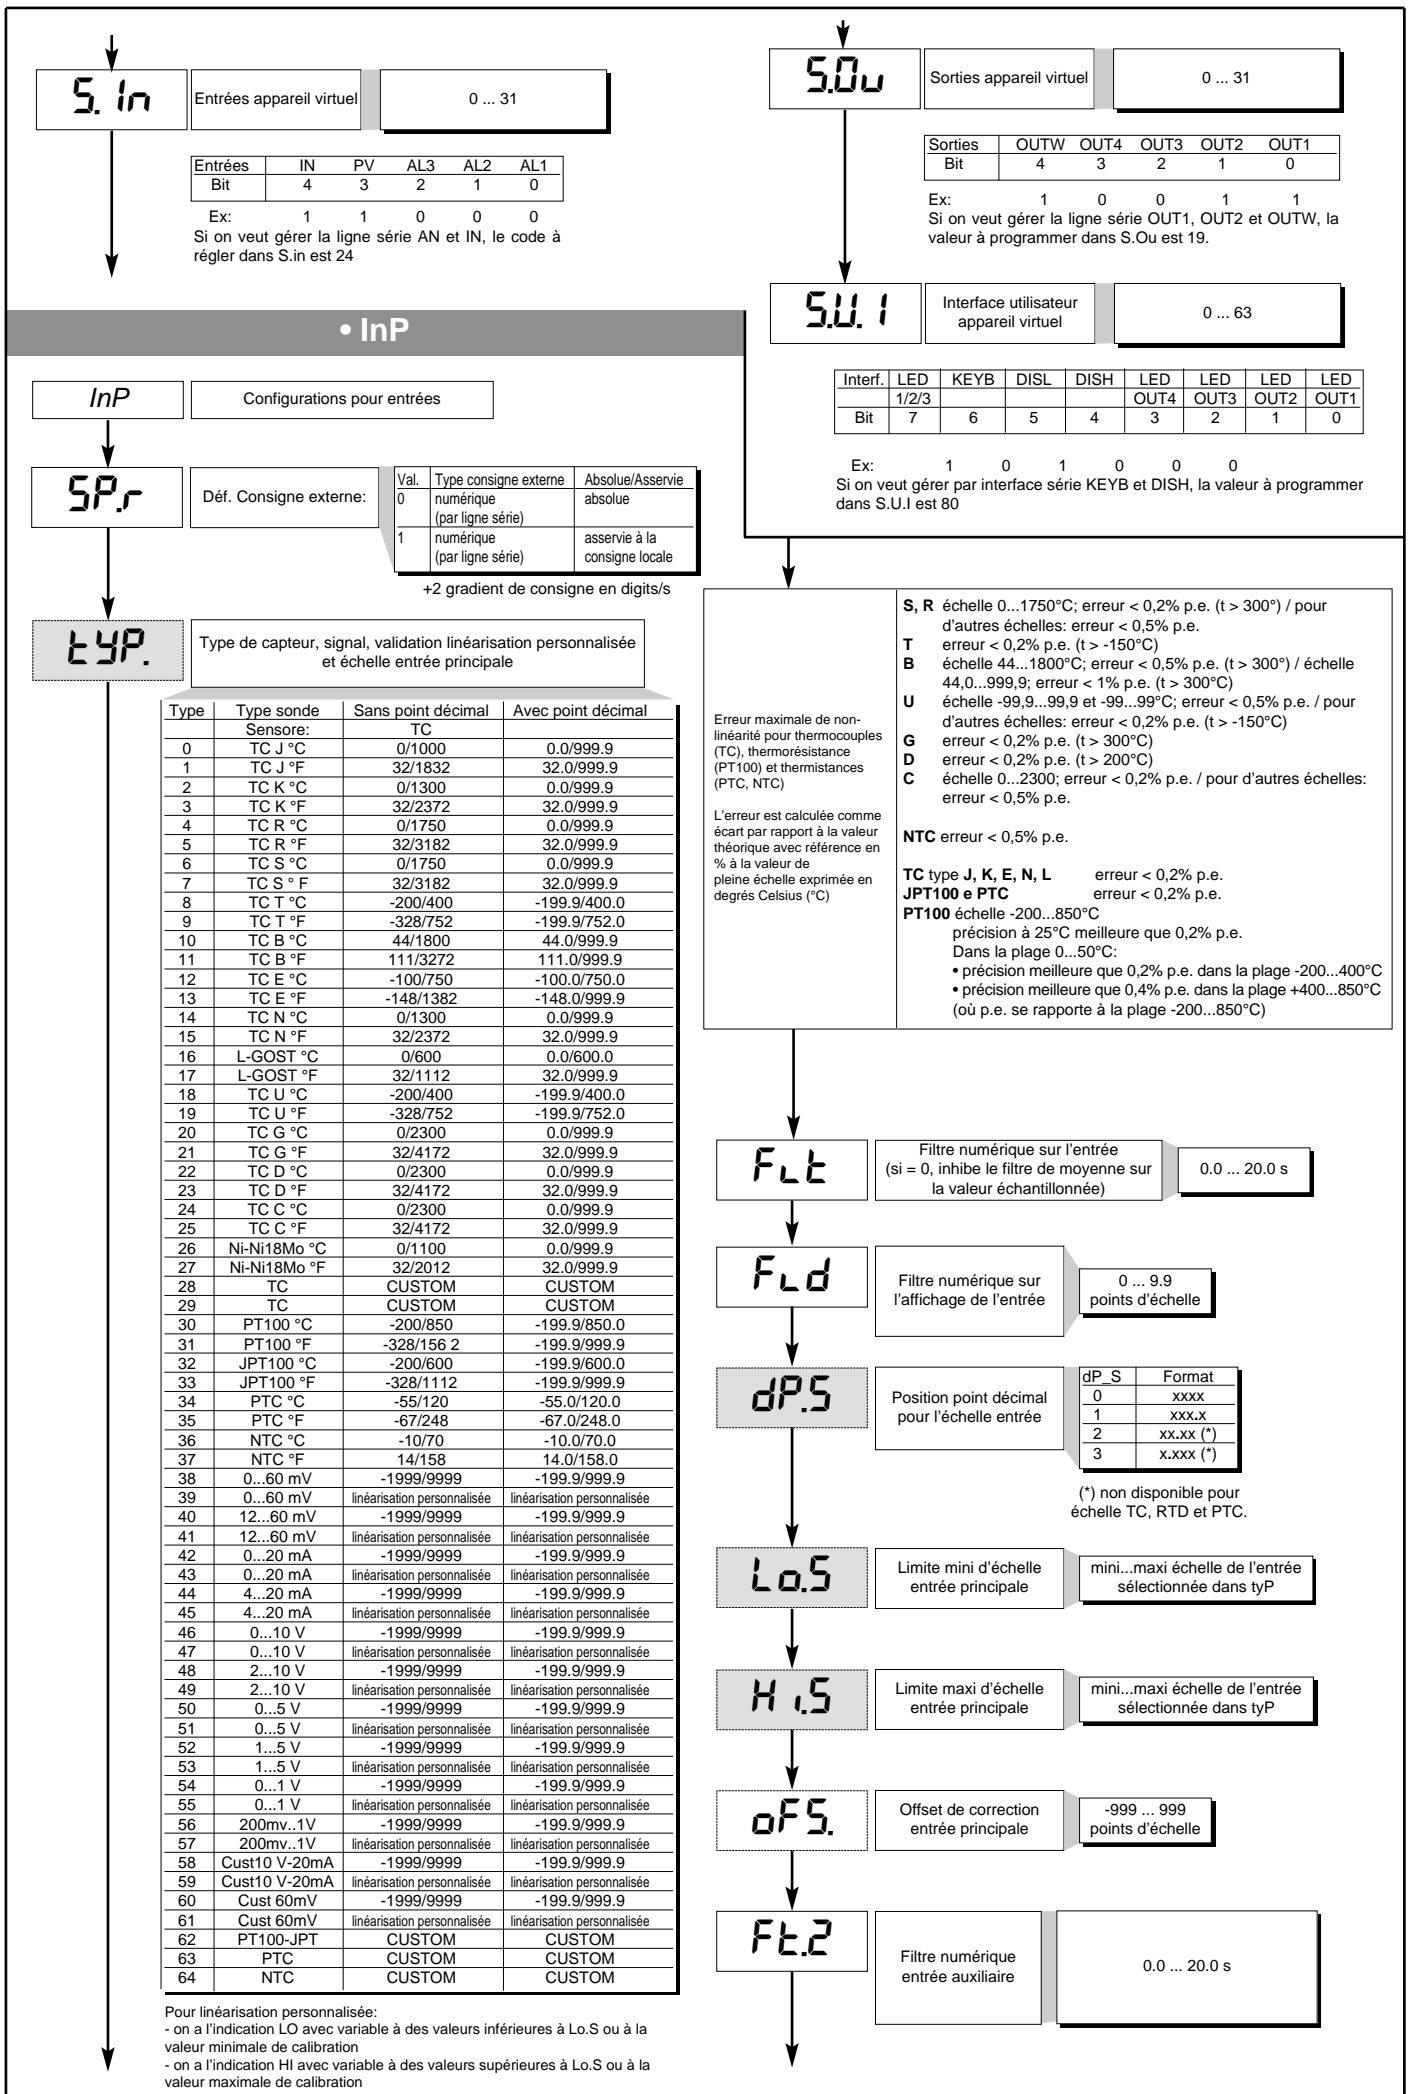 S. In
Entrées appareil virtuel
0 ... 31
Entrées IN PV AL3 AL2 AL1
Bit 4 3 2 1 0
Ex: 1 1 0 0 0
Si on veut gérer la ligne série AN et IN, le code à
régler dans S.in est 24
S.Ou
Sorties appareil virtuel
0 ... 31
Sorties OUTW OUT4 OUT3 OUT2 OUT1
Bit 4 3 2 1 0
Ex: 1 0 0 1 1
Si on veut gérer la ligne série OUT1, OUT2 et OUTW, la
valeur à programmer dans S.Ou est 19.
S.U. I
Interface utilisateur
appareil virtuel
0 ... 63
Interf. LED KEYB DISL DISH LED LED LED LED
1/2/3 OUT4 OUT3 OUT2 OUT1
Bit 7 6 5 4 3 2 1 0
Ex: 1 0 1 0 0 0
Si on veut gérer par interface série KEYB et DISH, la valeur à programmer
dans S.U.I est 80
• InP
InP
Configurations pour entrées
SP.r
Déf. Consigne externe:
Val. Type consigne externe Absolue/Asservie
0 numérique absolue
(par ligne série)
1 numérique asservie à la
(par ligne série) consigne locale
+2 gradient de consigne en digits/s
tYP.
Type de capteur, signal, validation linéarisation personnalisée
et échelle entrée principale
Type Type sonde Sans point décimal Avec point décimal
Sensore: TC
0 TC J °C 0/1000 0.0/999.9
1 TC J °F 32/1832 32.0/999.9
2 TC K °C 0/1300 0.0/999.9
3 TC K °F 32/2372 32.0/999.9
4 TC R °C 0/1750 0.0/999.9
5 TC R °F 32/3182 32.0/999.9
6 TC S °C 0/1750 0.0/999.9
7 TC S ° F 32/3182 32.0/999.9
8 TC T °C -200/400 -199.9/400.0
9 TC T °F -328/752 -199.9/752.0
10 TC B °C 44/1800 44.0/999.9
11 TC B °F 111/3272 111.0/999.9
12 TC E °C -100/750 -100.0/750.0
13 TC E °F -148/1382 -148.0/999.9
14 TC N °C 0/1300 0.0/999.9
15 TC N °F 32/2372 32.0/999.9
16 L-GOST °C 0/600 0.0/600.0
17 L-GOST °F 32/1112 32.0/999.9
18 TC U °C -200/400 -199.9/400.0
19 TC U °F -328/752 -199.9/752.0
20 TC G °C 0/2300 0.0/999.9
21 TC G °F 32/4172 32.0/999.9
22 TC D °C 0/2300 0.0/999.9
23 TC D °F 32/4172 32.0/999.9
24 TC C °C 0/2300 0.0/999.9
25 TC C °F 32/4172 32.0/999.9
26 Ni-Ni18Mo °C 0/1100 0.0/999.9
27 Ni-Ni18Mo °F 32/2012 32.0/999.9
28 TC CUSTOM CUSTOM
29 TC CUSTOM CUSTOM
30 PT100 °C -200/850 -199.9/850.0
31 PT100 °F -328/156 2 -199.9/999.9
32 JPT100 °C -200/600 -199.9/600.0
33 JPT100 °F -328/1112 -199.9/999.9
34 PTC °C -55/120 -55.0/120.0
35 PTC °F -67/248 -67.0/248.0
36 NTC °C -10/70 -10.0/70.0
37 NTC °F 14/158 14.0/158.0
38 0...60 mV -1999/9999 -199.9/999.9
39 0...60 mV linéarisation personnalisée linéarisation personnalisée
40 12...60 mV -1999/9999 -199.9/999.9
41 12...60 mV linéarisation personnalisée linéarisation personnalisée
42 0...20 mA -1999/9999 -199.9/999.9
43 0...20 mA linéarisation personnalisée linéarisation personnalisée
44 4...20 mA -1999/9999 -199.9/999.9
45 4...20 mA linéarisation personnalisée linéarisation personnalisée
46 0...10 V -1999/9999 -199.9/999.9
47 0...10 V linéarisation personnalisée linéarisation personnalisée
48 2...10 V -1999/9999 -199.9/999.9
49 2...10 V linéarisation personnalisée linéarisation personnalisée
50 0...5 V -1999/9999 -199.9/999.9
51 0...5 V linéarisation personnalisée linéarisation personnalisée
52 1...5 V -1999/9999 -199.9/999.9
53 1...5 V linéarisation personnalisée linéarisation personnalisée
54 0...1 V -1999/9999 -199.9/999.9
55 0...1 V linéarisation personnalisée linéarisation personnalisée
56 200mv..1V -1999/9999 -199.9/999.9
57 200mv..1V linéarisation personnalisée linéarisation personnalisée
58 Cust10 V-20mA -1999/9999 -199.9/999.9
59 Cust10 V-20mA linéarisation personnalisée linéarisation personnalisée
60 Cust 60mV -1999/9999 -199.9/999.9
61 Cust 60mV linéarisation personnalisée linéarisation personnalisée
62 PT100-JPT CUSTOM CUSTOM
63 PTC CUSTOM CUSTOM
64 NTC CUSTOM CUSTOM
Pour linéarisation personnalisée:
- on a l'indication LO avec variable à des valeurs inférieures à Lo.S ou à la
valeur minimale de calibration
- on a l'indication HI avec variable à des valeurs supérieures à Lo.S ou à la
valeur maximale de calibration
Erreur maximale de non-
linéarité pour thermocouples
(TC), thermorésistance
(PT100) et thermistances
(PTC, NTC)
L'erreur est calculée comme
écart par rapport à la valeur
théorique avec référence en
% à la valeur de
pleine échelle exprimée en
degrés Celsius (°C)
S, R échelle 0...1750°C; erreur < 0,2% p.e. (t > 300°) / pour
d'autres échelles: erreur < 0,5% p.e.
T erreur < 0,2% p.e. (t > -150°C)
B échelle 44...1800°C; erreur < 0,5% p.e. (t > 300°) / échelle
44,0...999,9; erreur < 1% p.e. (t > 300°C)
U échelle -99,9...99,9 et -99...99°C; erreur < 0,5% p.e. / pour
d'autres échelles: erreur < 0,2% p.e. (t > -150°C)
G erreur < 0,2% p.e. (t > 300°C)
D erreur < 0,2% p.e. (t > 200°C)
C échelle 0...2300; erreur < 0,2% p.e. / pour d'autres échelles:
erreur < 0,5% p.e.
NTC erreur < 0,5% p.e.
TC type J, K, E, N, L erreur < 0,2% p.e.
JPT100 e PTC erreur < 0,2% p.e.
PT100 échelle -200...850°C
précision à 25°C meilleure que 0,2% p.e.
Dans la plage 0...50°C:
• précision meilleure que 0,2% p.e. dans la plage -200...400°C
• précision meilleure que 0,4% p.e. dans la plage +400...850°C
(où p.e. se rapporte à la plage -200...850°C)
FLt
Filtre numérique sur l'entrée
(si = 0, inhibe le filtre de moyenne sur
la valeur échantillonnée)
0.0 ... 20.0 s
FLd
Filtre numérique sur
l'affichage de l'entrée
0 ... 9.9
points d'échelle
dP.S
Position point décimal
pour l'échelle entrée
dP_S Format
0 xxxx
1 xxx.x
2 xx.xx (*)
3 x.xxx (*)
(*) non disponible pour
échelle TC, RTD et PTC.
Lo.S
Limite mini d'échelle
entrée principale
mini...maxi échelle de l'entrée
sélectionnée dans tyP
H i.S
Limite maxi d'échelle
entrée principale
mini...maxi échelle de l'entrée
sélectionnée dans tyP
oFS.
Offset de correction
entrée principale
-999 ... 999
points d'échelle
Ft.2
Filtre numérique
entrée auxiliaire
0.0 ... 20.0 s